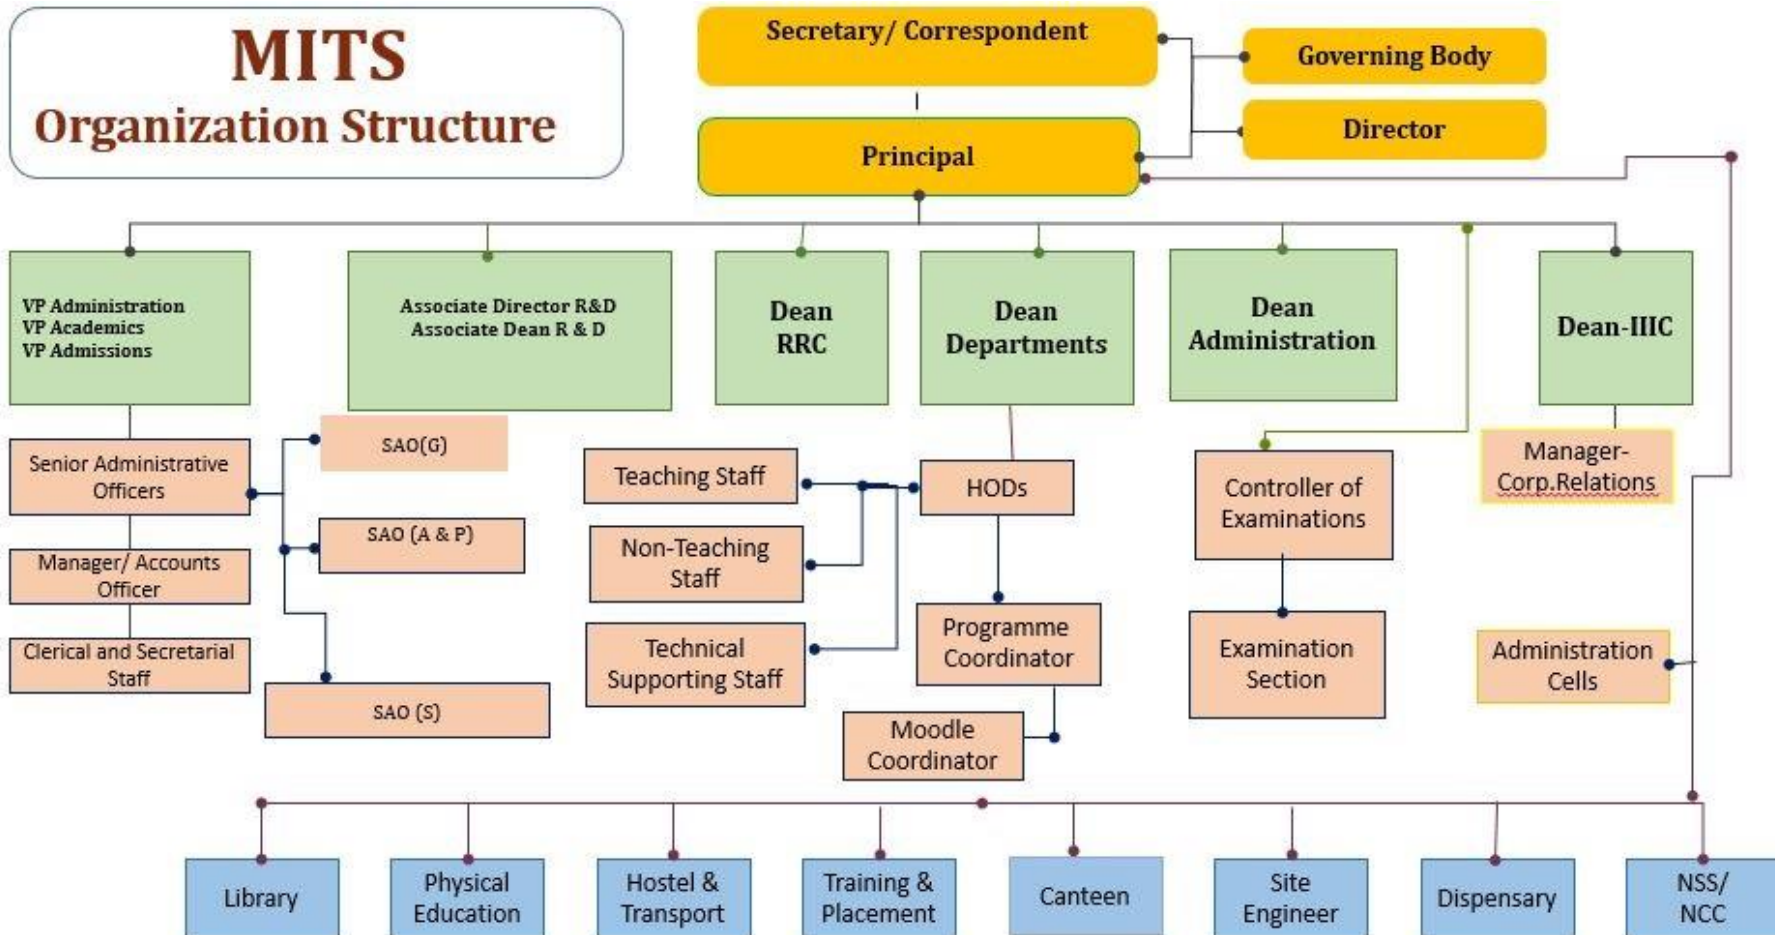 MITS
Organization Structure
Secretary/ Correspondent
Governing Body
Director
Principal
VP Administration
VP Academics
VP Admissions
Associate Director R&D
Associate Dean R & D
Dean
RRC
Dean
Departments
Dean
Administration
Dean-IIIC
Senior Administrative
Officers
SAO(G)
SAO (A & P)
Manager/ Accounts
Officer
Clerical and Secretarial
Staff
SAO (S)
Teaching Staff
Non-Teaching
Staff
Technical
Supporting Staff
HODs
Programme
Coordinator
Moodle
Coordinator
Controller of
Examinations
Examination
Section
Manager-
Corp.Relations
Administration
Cells
Library
Physical
Education
Hostel &
Transport
Training &
Placement
Canteen
Site
Engineer
Dispensary
NSS/
NCC